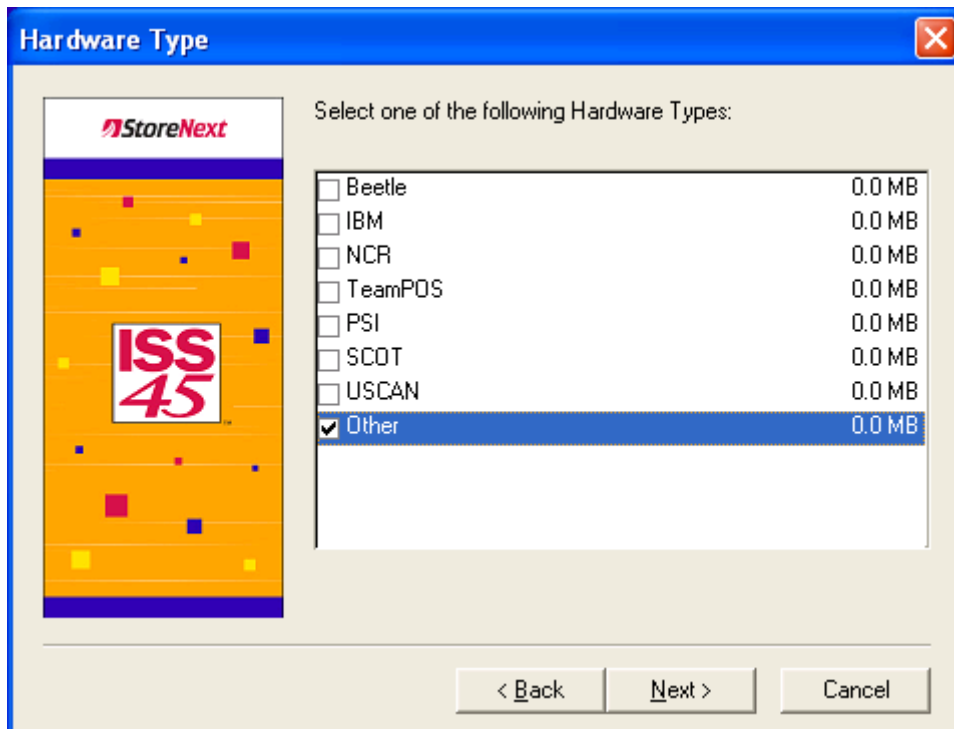 Hardware Type
StoreNext
Select one of the following Hardware Types:
Beetle 0.0 MB
IBM 0.0 MB
NCR 0.0 MB
TeamPOS 0.0 MB
PSI 0.0 MB
SCOT 0.0 MB
USCAN 0.0 MB
Other 0.0 MB
ISS
45
™
< Back Next > Cancel